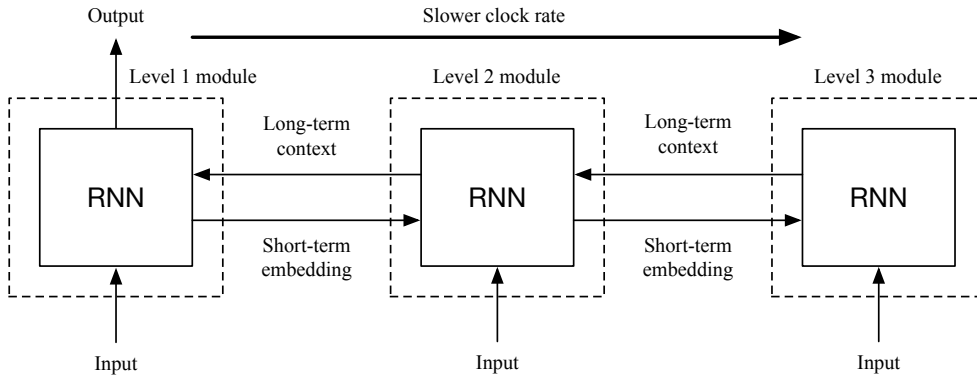 Output
Slower clock rate
Level 1 module
Level 2 module
Level 3 module
Long-term
context
Long-term
context
RNN
RNN
RNN
Short-term
embedding
Short-term
embedding
Input
Input
Input